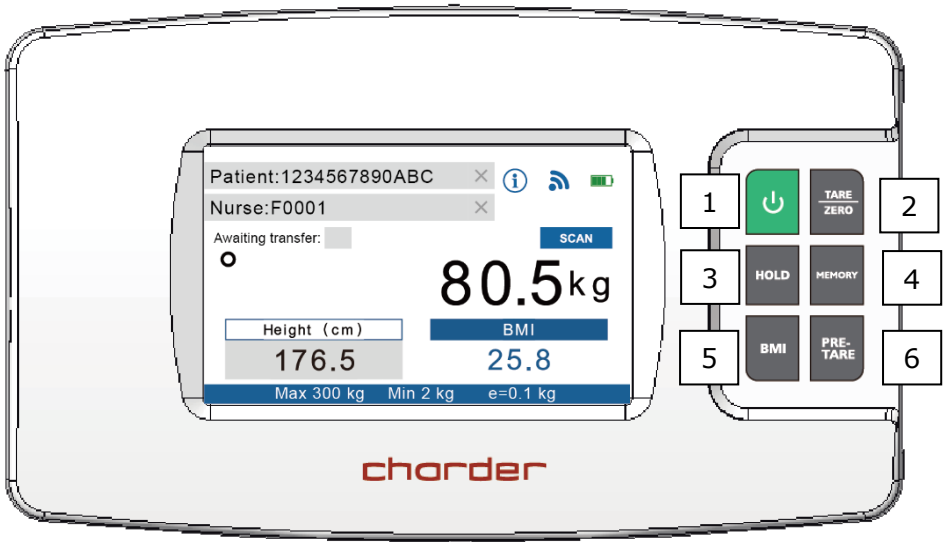 Patient:1234567890ABC ×
Nurse:F0001 ×
Awaiting transfer:
SCAN
80.5kg
Height (cm) BMI
176.5 25.8
Max 300 kg Min 2 kg e=0.1 kg
charder
1 TARE ZERO 2
3 HOLD MEMORY 4
5 BMI PRE-TARE 6